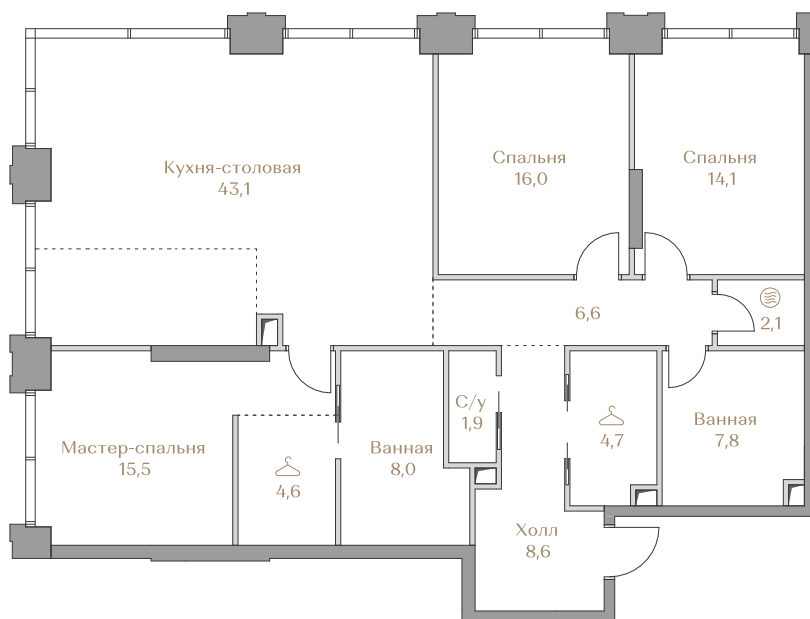 Кухня-столовая
43,1
Спальня
16,0
Спальня
14,1
6,6
2,1
Мастер-спальня
15,5
4,6
Ванная
8,0
С/у
1,9
4,7
Ванная
7,8
Холл
8,6